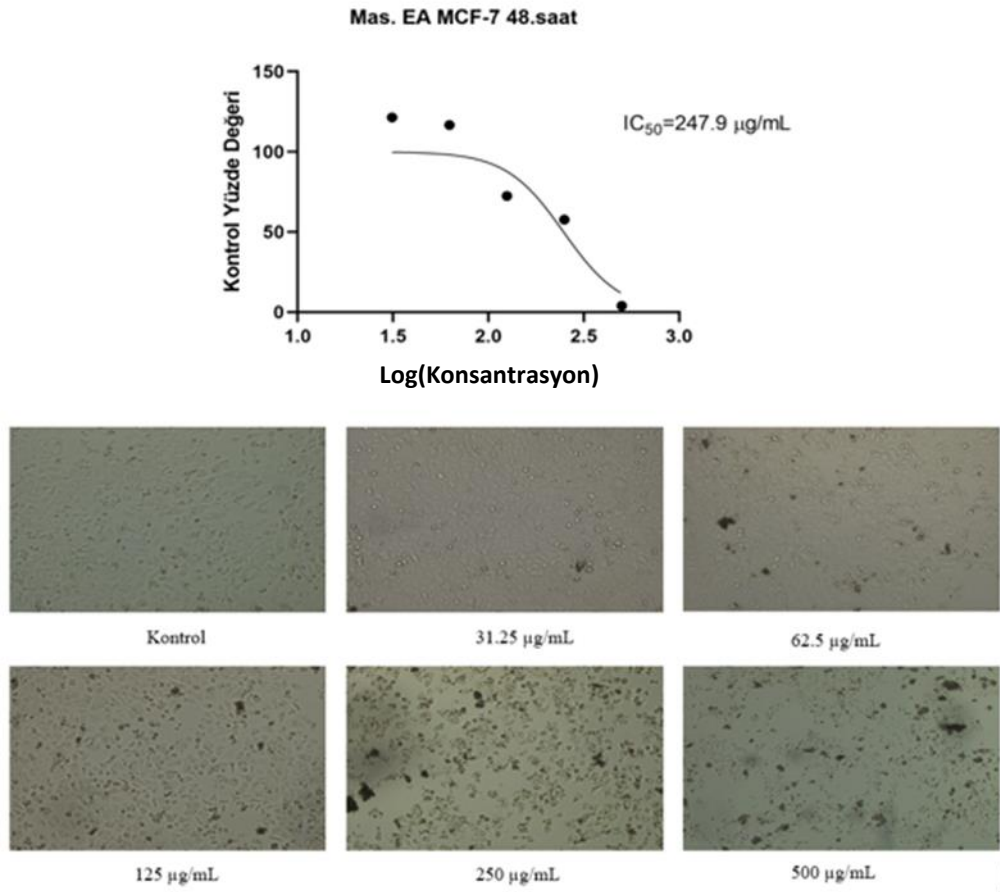 Mas. EA MCF-7 48.saat
Kontrol Yüzde Değeri
150
100
50
0
IC50=247.9 µg/mL
1.0 1.5 2.0 2.5 3.0
Log(Konsantrasyon)
Kontrol 31.25 µg/mL 62.5 µg/mL
125 µg/mL 250 µg/mL 500 µg/mL